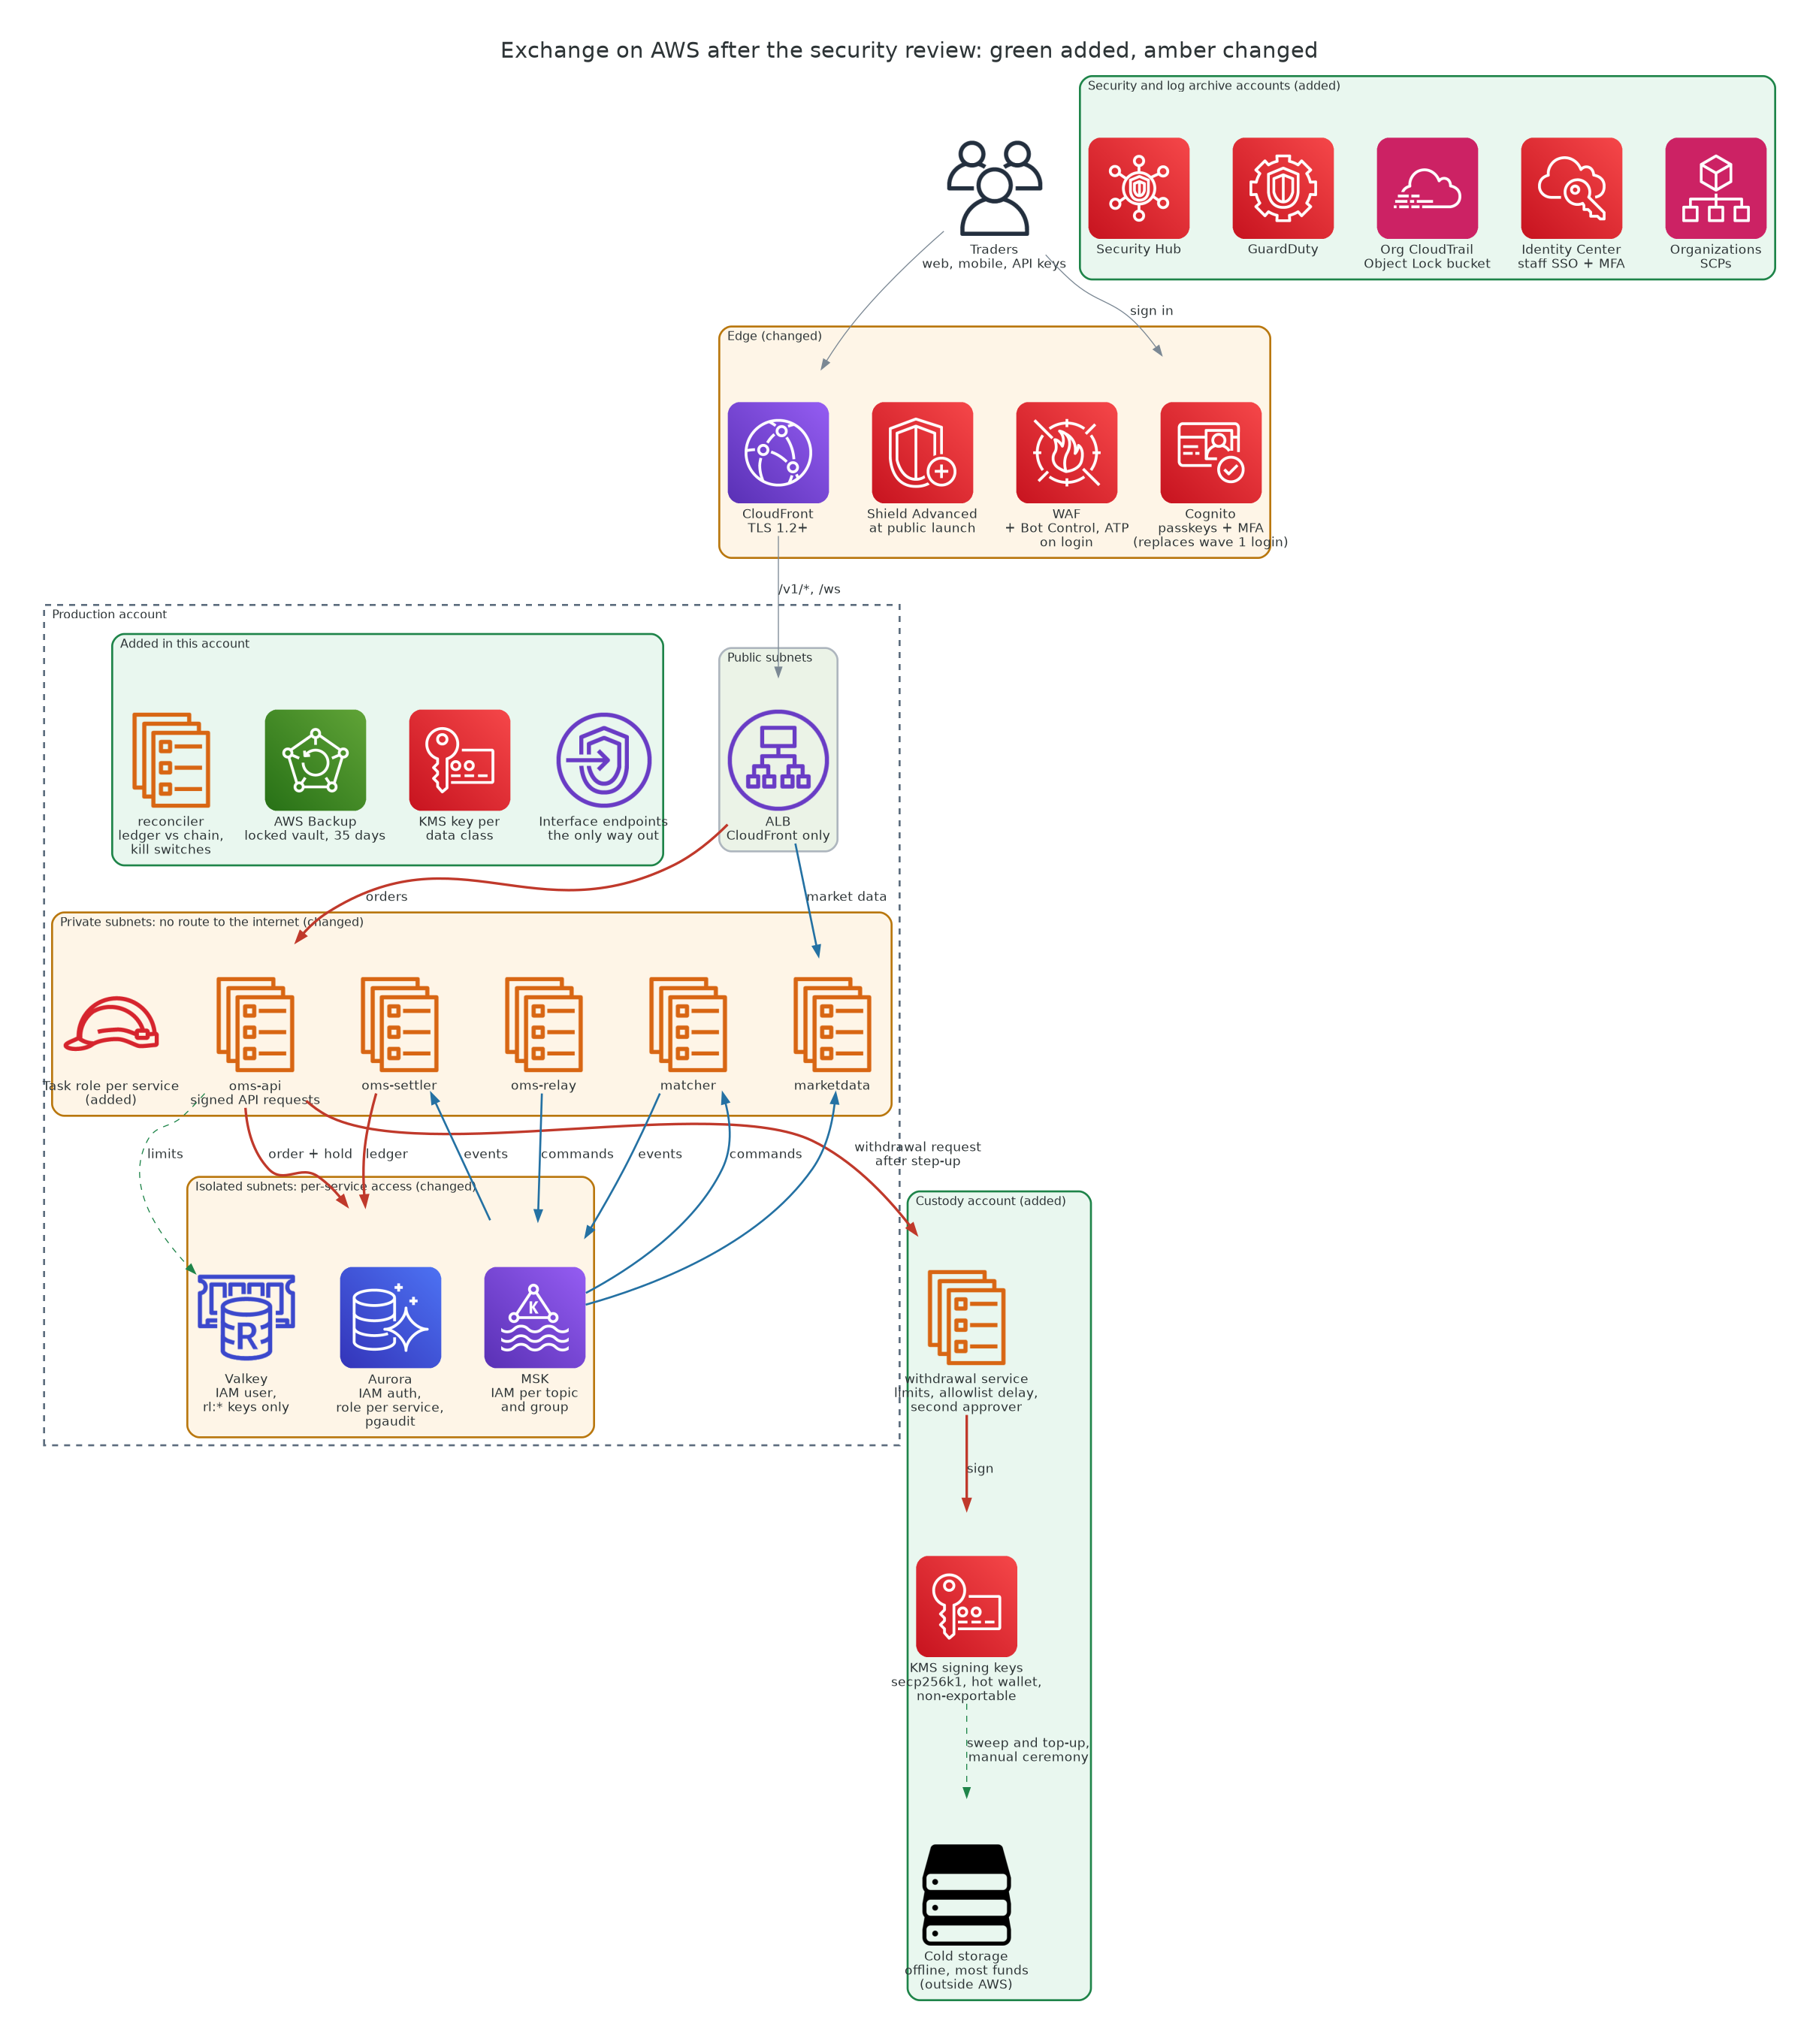 Exchange on AWS after the security review: green added, amber changed
Security and log archive accounts (added)
Traders
web, mobile, API keys
Security Hub
GuardDuty
Org CloudTrail
Object Lock bucket
Identity Center
staff SSO + MFA
Organizations
SCPs
sign in
Edge (changed)
CloudFront
TLS 1.2+
Shield Advanced
at public launch
WAF
+ Bot Control, ATP
on login
Cognito
passkeys + MFA
(replaces wave 1 login)
/v1/*, /ws
Production account
Added in this account
reconciler
ledger vs chain,
kill switches
AWS Backup
locked vault, 35 days
KMS key per
data class
Interface endpoints
the only way out
Public subnets
ALB
CloudFront only
orders
market data
Private subnets: no route to the internet (changed)
Task role per service
(added)
oms-api
signed API requests
oms-settler
oms-relay
matcher
marketdata
limits
order + hold
ledger
events
commands
events
commands
withdrawal request
after step-up
Isolated subnets: per-service access (changed)
R
Valkey
IAM user,
rl:* keys only
Aurora
IAM auth,
role per service,
pgaudit
K
MSK
IAM per topic
and group
Custody account (added)
withdrawal service
limits, allowlist delay,
second approver
sign
KMS signing keys
secp256k1, hot wallet,
non-exportable
sweep and top-up,
manual ceremony
Cold storage
offline, most funds
(outside AWS)